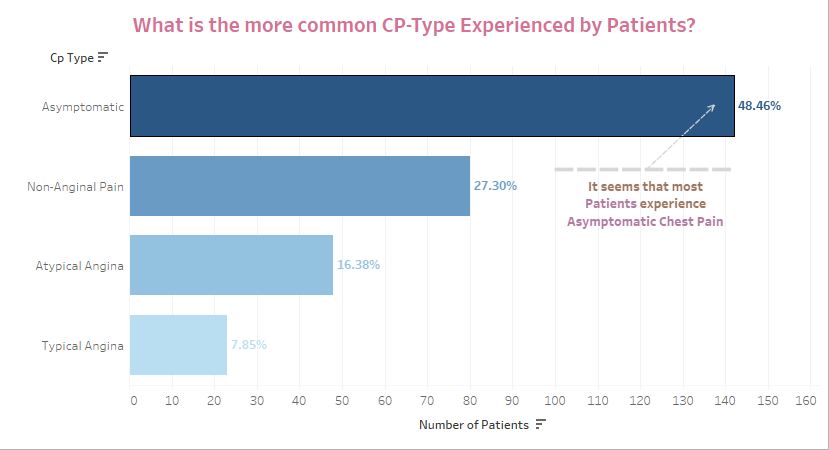 What is the more common CP-Type Experienced by Patients?
Cp Type
Asymptomatic
48.46%
Non-Anginal Pain
27.30%
It seems that most
Patients experience
Asymptomatic Chest Pain
Atypical Angina
16.38%
Typical Angina
7.85%
0 10 20 30 40 50 60 70 80 90 100 110 120 130 140 150 160
Number of Patients